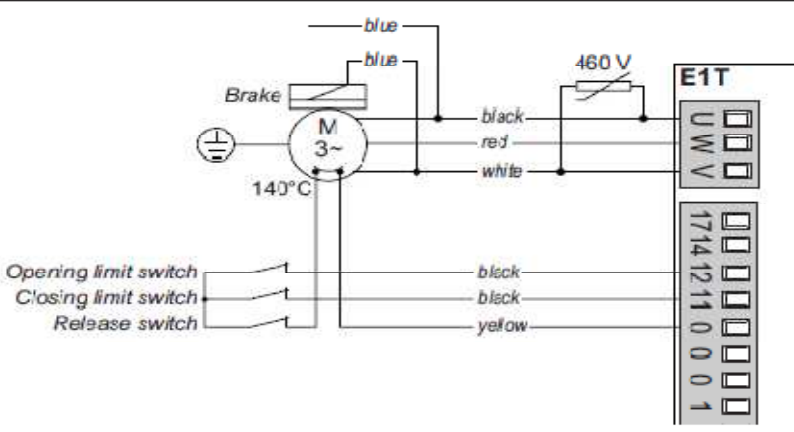 blue
blue
460 V
E1T
Brake
black
U
M
3~
red
W
white
V
140°C
17
14
Opening limit switch
black
12
Closing limit switch
black
11
Release switch
yellow
0
0
0
1